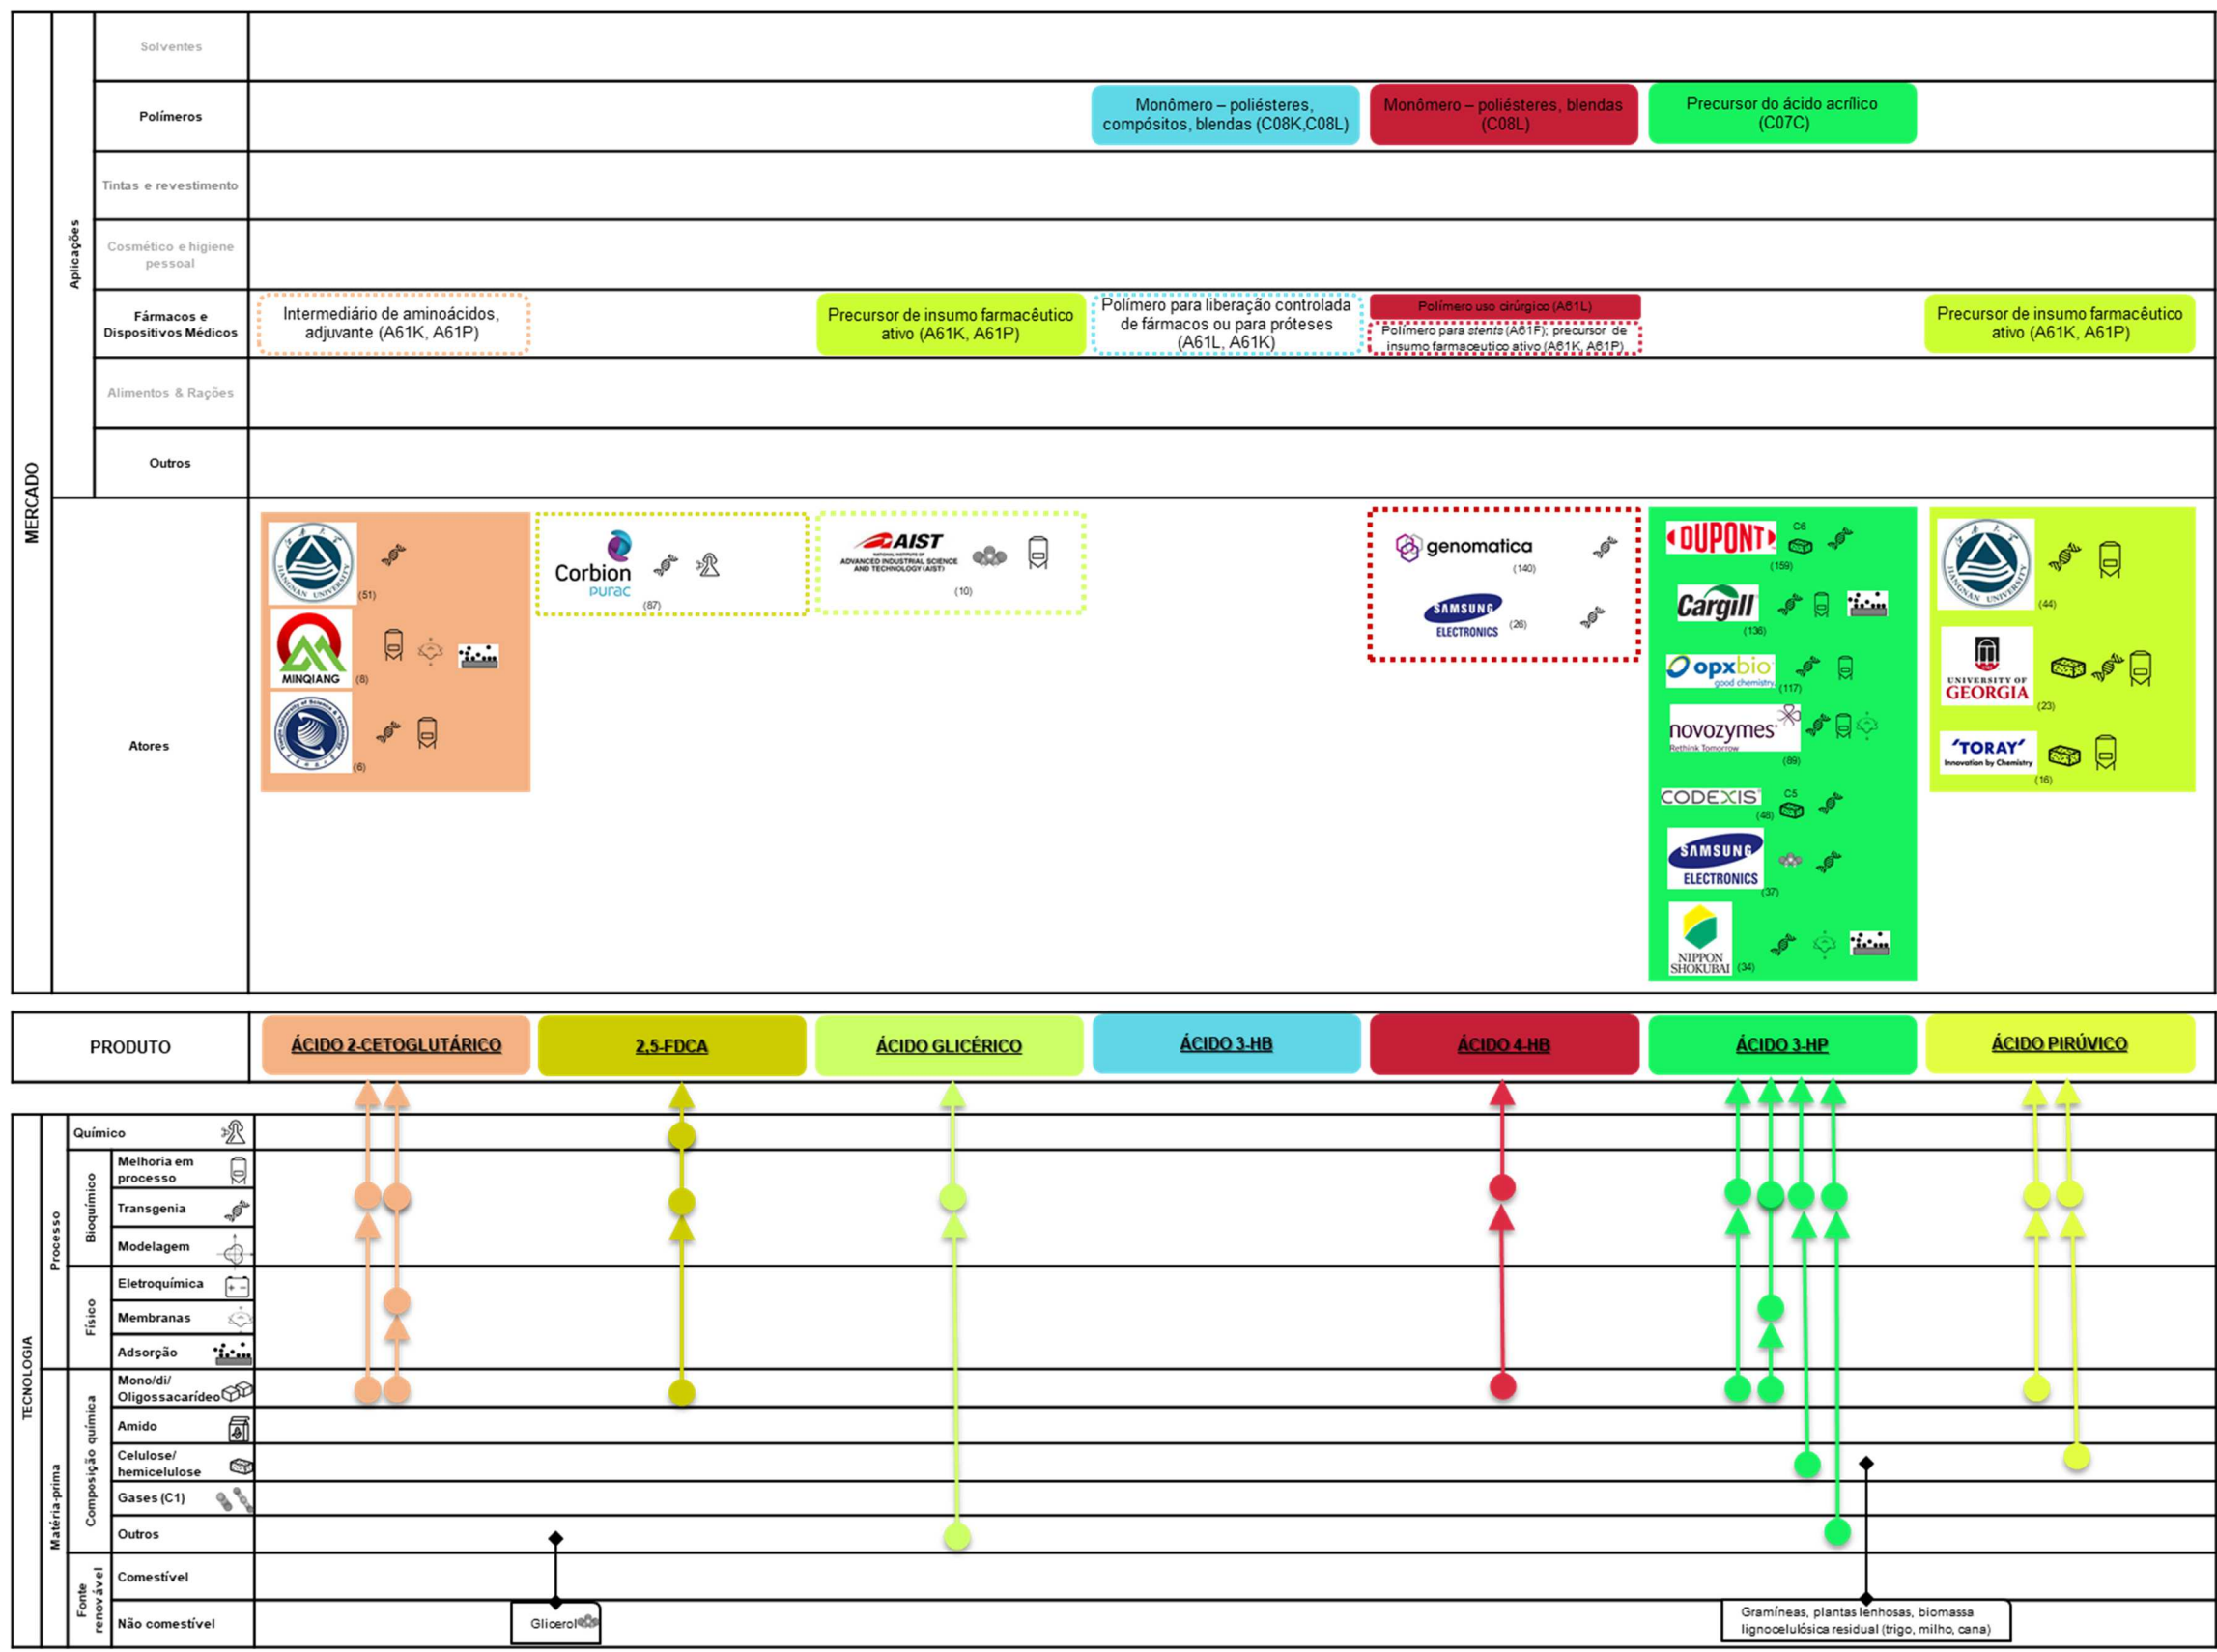 MERCADO
Aplicações
Solventes
Polímeros
Monômero – poliésteres,
compósitos, blendas (C08K,C08L)
Monômero – poliésteres, blendas
(C08L)
Precursor do ácido acrílico
(C07C)
Tintas e revestimento
Cosmético e higiene
pessoal
Fármacos e
Dispositivos Médicos
Intermediário de aminoácidos,
adjuvante (A61K, A61P)
Precursor de insumo farmacêutico
ativo (A61K, A61P)
Polímero para liberação controlada
de fármacos ou para próteses
(A61L, A61K)
Polímero uso cirúrgico (A61L)
Polímero para stents (A61F); precursor de
insumo farmaceutico ativo (A61K, A61P)
Precursor de insumo farmacêutico
ativo (A61K, A61P)
Alimentos & Rações
Outros
Atores
JIANGNAN UNIVERSITY
(51)
MINQIANG
(8)
(6)
Corbion
purac
(87)
AIST
NATIONAL INSTITUTE OF
ADVANCED INDUSTRIAL SCIENCE
AND TECHNOLOGY (AIST)
(10)
genomatica
(140)
SAMSUNG
ELECTRONICS
(26)
DUPONT
C6
(159)
Cargill
(136)
opxbio
good chemistry
(117)
novozymes
Rethink Tomorrow
(89)
CODEXIS
C5
(48)
SAMSUNG
ELECTRONICS
(37)
NIPPON
SHOKUBAI
(34)
JIANGNAN UNIVERSITY
(44)
UNIVERSITY OF
GEORGIA
(23)
'TORAY'
Innovation by Chemistry
(16)
PRODUTO
ÁCIDO 2-CETOGLUTÁRICO
2,5-FDCA
ÁCIDO GLICÉRICO
ÁCIDO 3-HB
ÁCIDO 4-HB
ÁCIDO 3-HP
ÁCIDO PIRÚVICO
TECNOLOGIA
Processo
Químico
Bioquímico
Melhoria em
processo
Transgenia
Modelagem
Físico
Eletroquímica
Membranas
Adsorção
Matéria-prima
Composição química
Mono/di/
Oligossacarídeo
Amido
Celulose/
hemicelulose
Gases (C1)
Outros
Fonte
renovável
Comestível
Não comestível
Glicerol
Gramíneas, plantas lenhosas, biomassa
lignocelulósica residual (trigo, milho, cana)